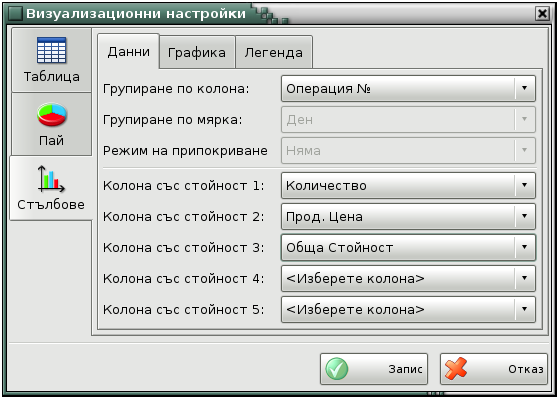 Визуализационни настройки
Таблица
Пай
Стълбове
Данни Графика Легенда
Групиране по колона: Операция №
Групиране по мярка: Ден
Режим на припокриване Няма
Колона със стойност 1: Количество
Колона със стойност 2: Прод. Цена
Колона със стойност 3: Обща Стойност
Колона със стойност 4: <Изберете колона>
Колона със стойност 5: <Изберете колона>
Запис Отказ